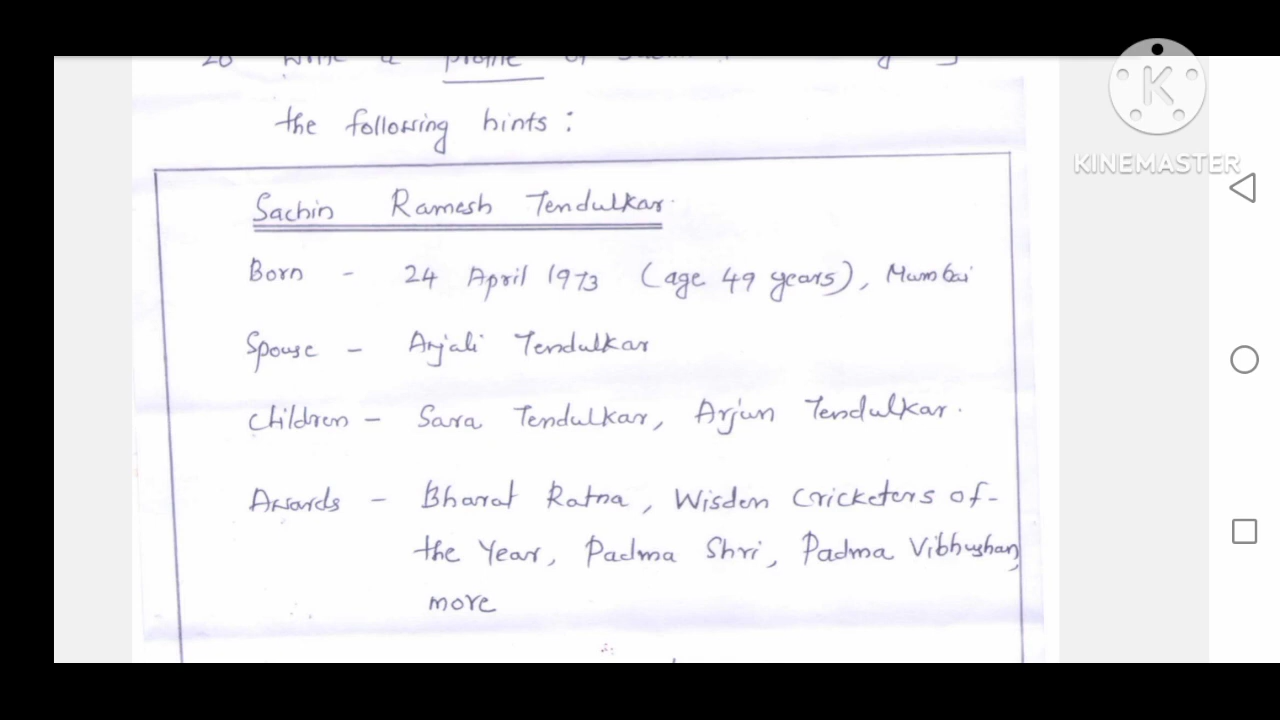 the following hints :
KINEMASTER
Sachin Ramesh Tendulkar.
Born - 24 April 1973 (age 49 years), Mumbai
Spouse - Anjali Tendulkar
Children - Sara Tendulkar, Arjun Tendulkar.
Awards - Bharat Ratna, Wisden Cricketers of-
the Year, Padma Shri, Padma Vibhushan,
more